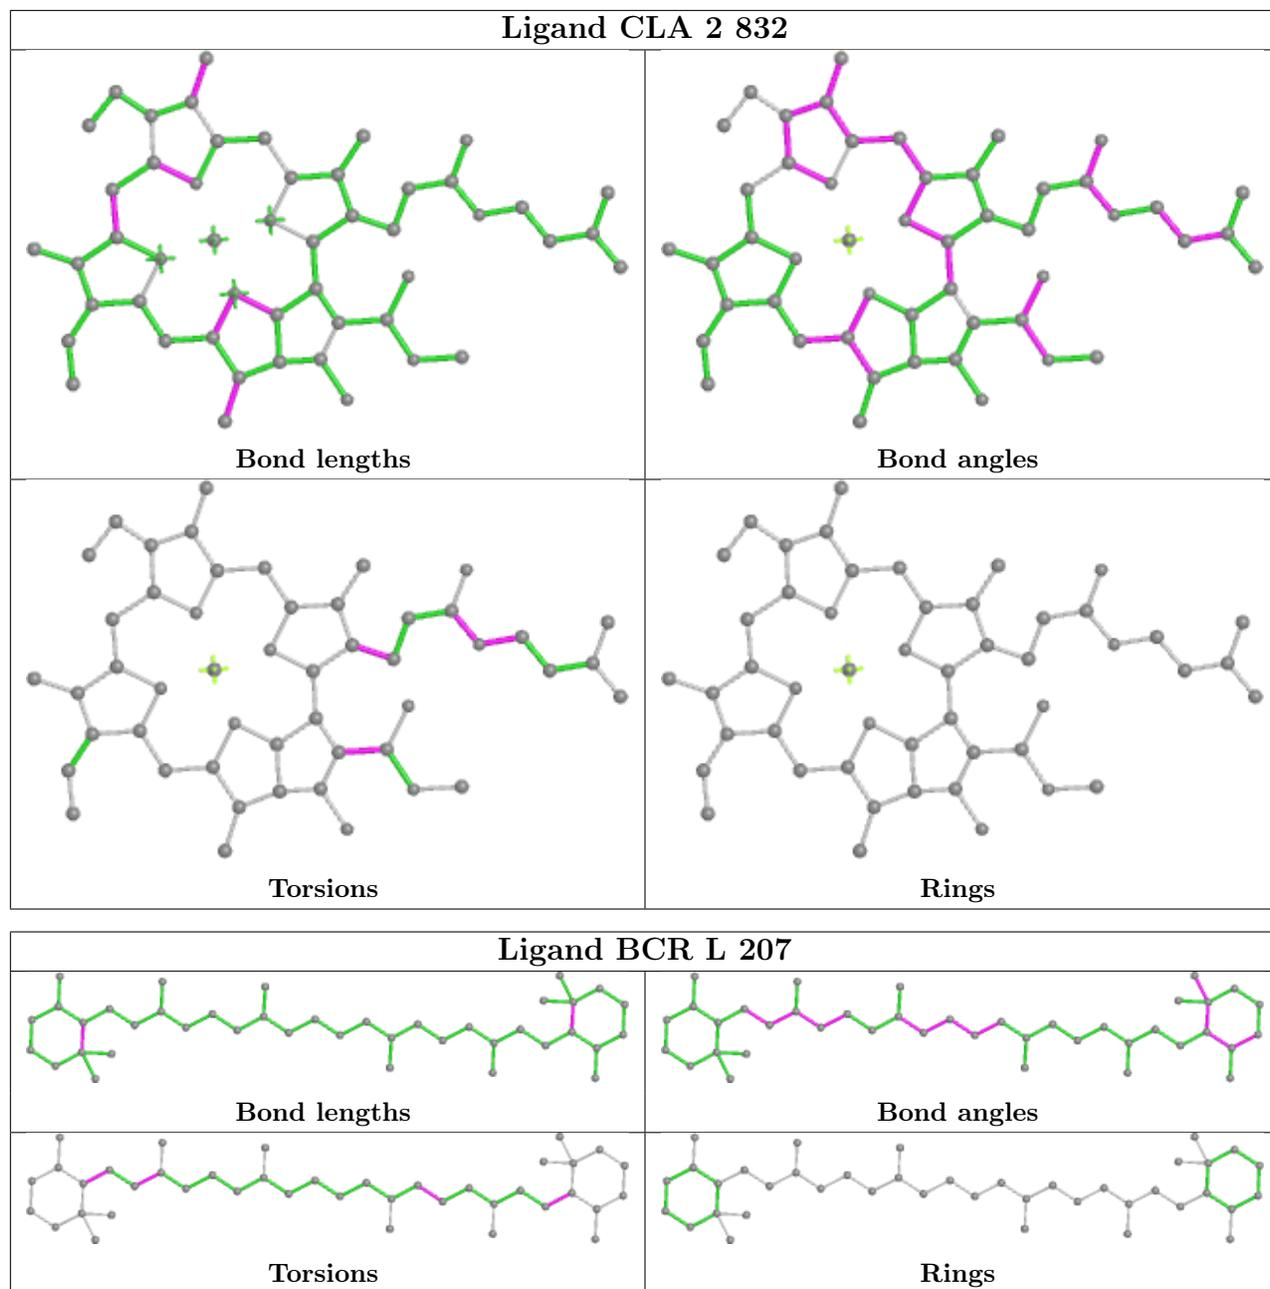 Ligand CLA 2 832
Bond lengths
Bond angles
Torsions
Rings
Ligand BCR L 207
Bond lengths
Bond angles
Torsions
Rings